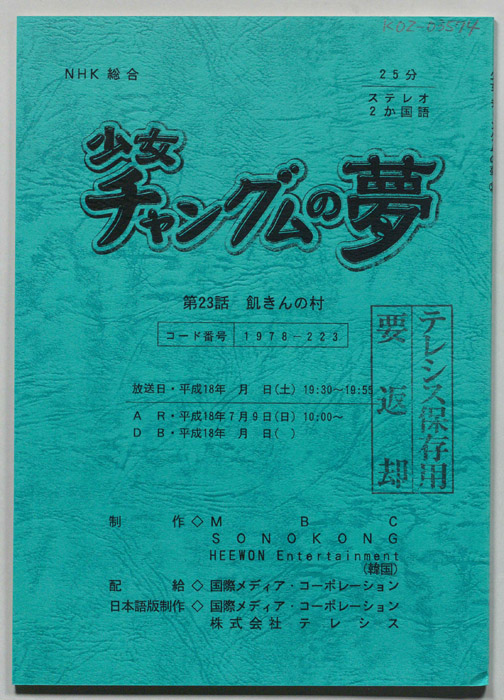 KDZ-03574
NHK 総合
25分
ステレオ
2か国語
少女
チャングムの夢
第23話 飢きんの村
コード番号 1978-223
放送日・平成18年 月 日(土) 19:30～19:55
AR・平成18年7月9日(日) 10:00～
DB・平成18年 月 日( )
テレシス保存用
要返却
制作◇MBC
SONOKONG
HEEWON Entertainment
(韓国)
配給◇国際メディア・コーポレーション
日本語版制作◇国際メディア・コーポレーション
株式会社テレシス